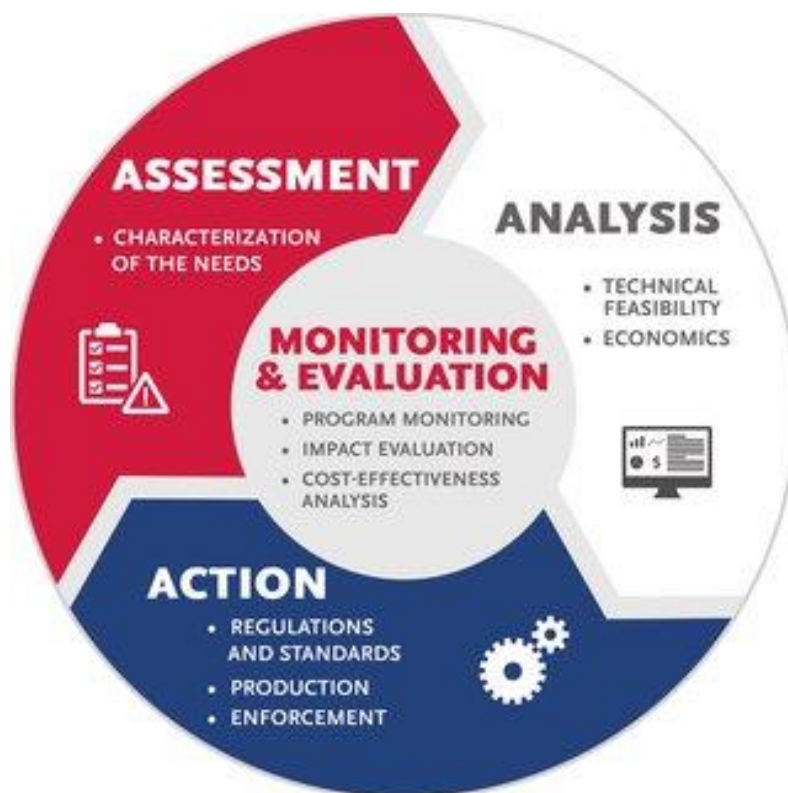 ASSESSMENT
• CHARACTERIZATION
OF THE NEEDS
ANALYSIS
• TECHNICAL
FEASIBILITY
• ECONOMICS
$
MONITORING
& EVALUATION
• PROGRAM MONITORING
• IMPACT EVALUATION
• COST-EFFECTIVENESS
ANALYSIS
ACTION
• REGULATIONS
AND STANDARDS
• PRODUCTION
• ENFORCEMENT